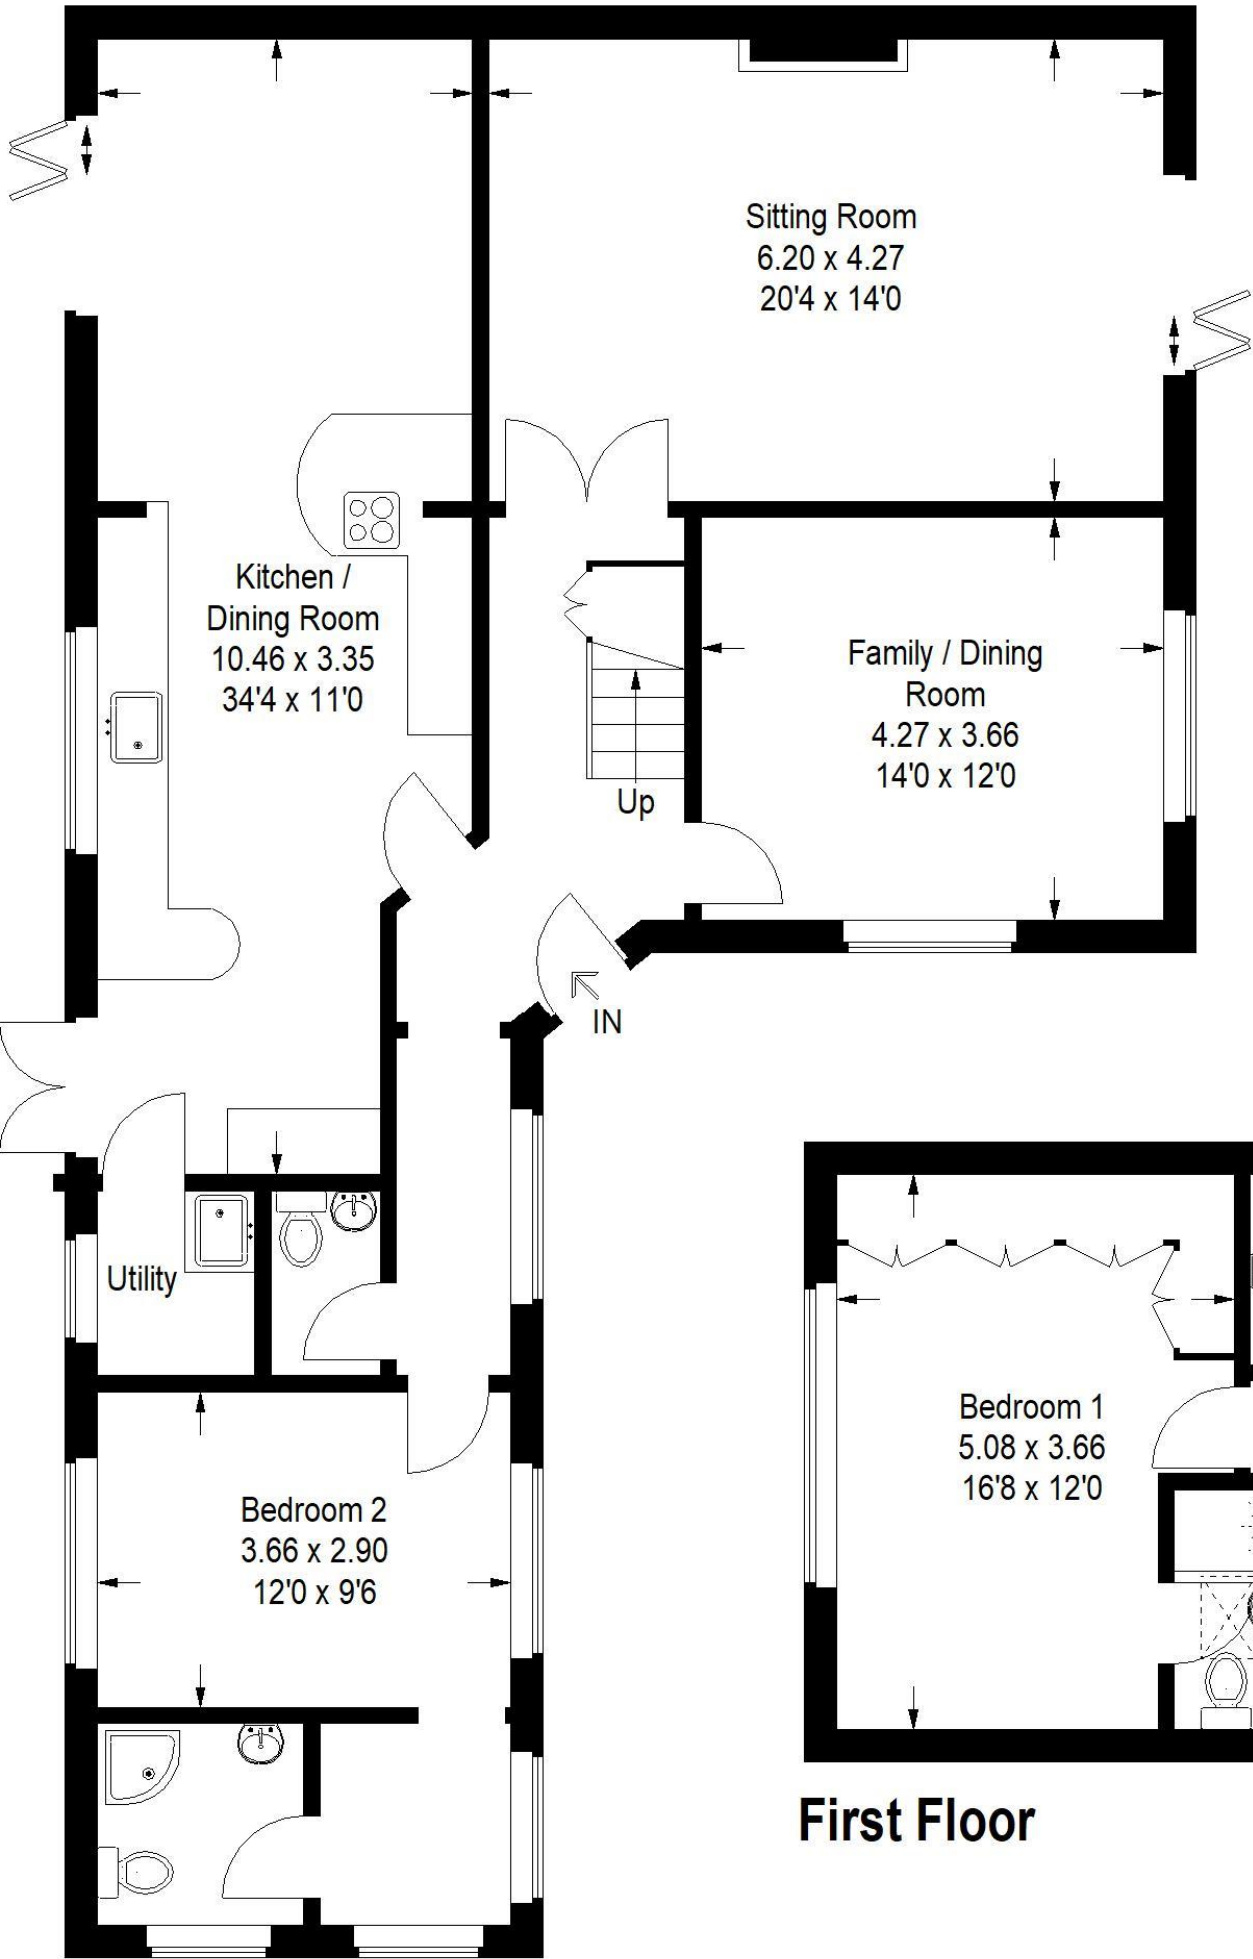 Sitting Room
6.20 x 4.27
20'4 x 14'0
Kitchen /
Dining Room
10.46 x 3.35
34'4 x 11'0
Family / Dining
Room
4.27 x 3.66
14'0 x 12'0
Up
IN
Utility
Bedroom 1
5.08 x 3.66
16'8 x 12'0
Bedroom 2
3.66 x 2.90
12'0 x 9'6
First Floor